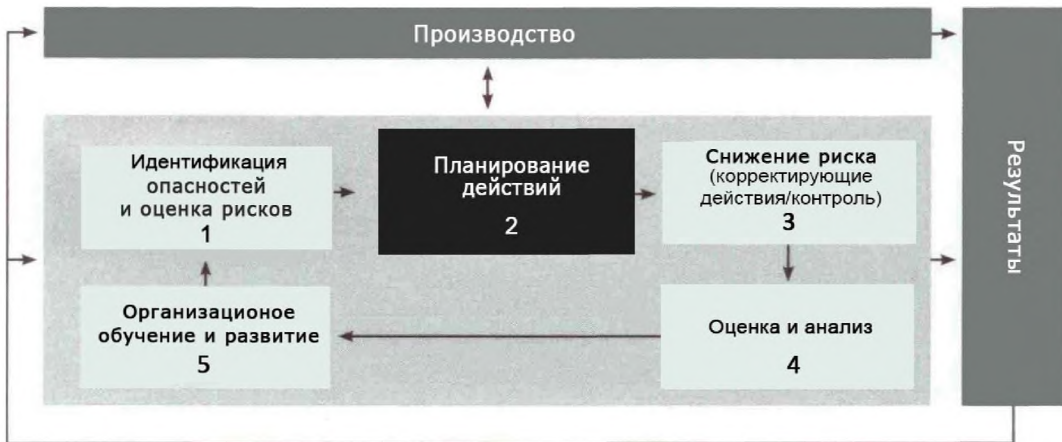 Производство
Идентификация
опасностей
и оценка рисков
1
Планирование
действий
2
Снижение риска
(корректирующие
действия/контроль)
3
Оценка и анализ
4
Организационое
обучение и развитие
5
Результаты